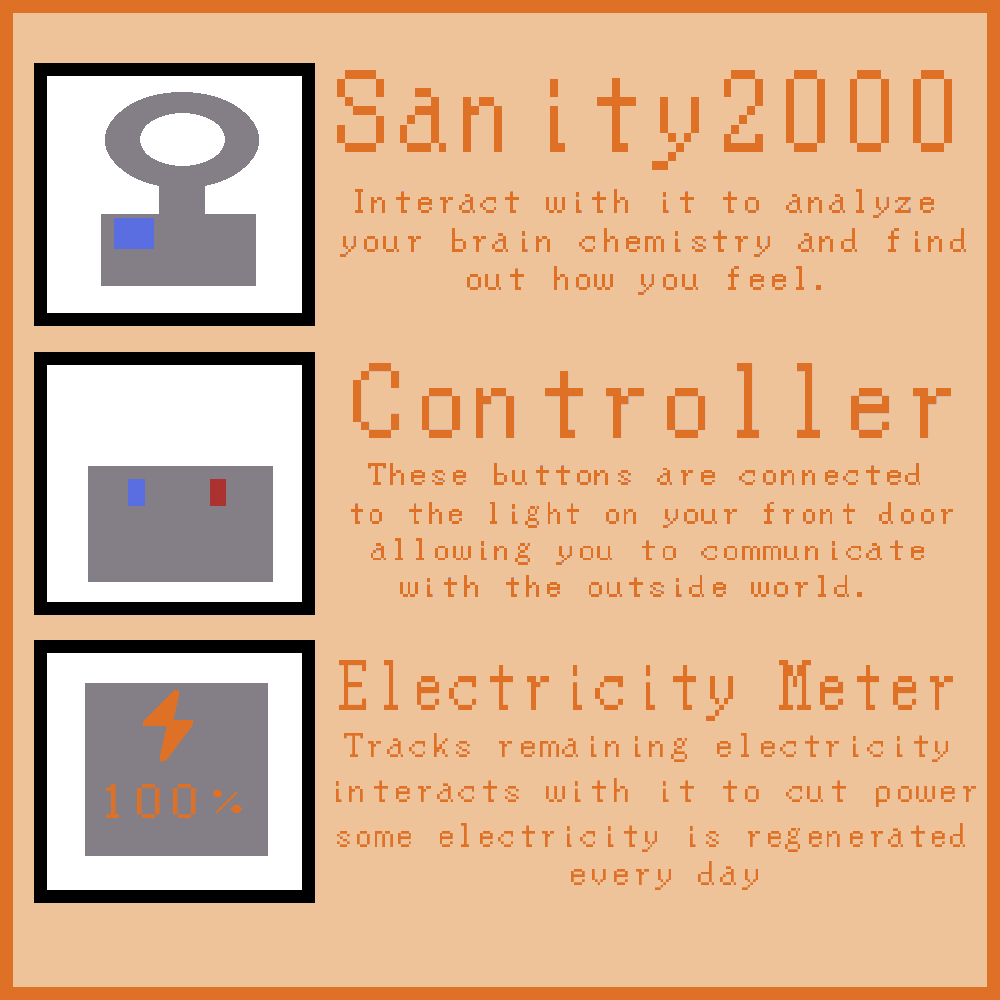 Sanity2000
Interact with it to analyze
your brain chemistry and find
out how you feel.
Controller
These buttons are connected
to the light on your front door
allowing you to communicate
with the outside world.
100%
Electricity Meter
Tracks remaining electricity
interacts with it to cut power
some electricity is regenerated
every day